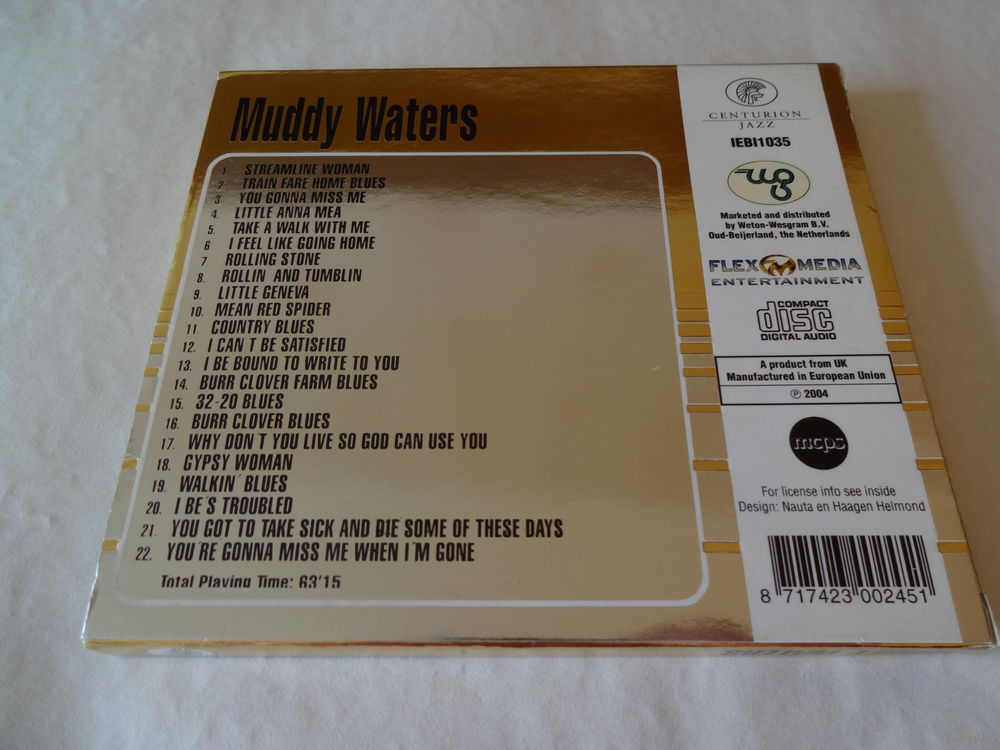 Muddy Waters
1 STREAMLINE WOMAN
2 TRAIN FARE HOME BLUES
3 YOU GONNA MISS ME
4. LITTLE ANNA MEA
5. TAKE A WALK WITH ME
6 I FEEL LIKE GOING HOME
7. ROLLING STONE
8. ROLLIN AND TUMBLIN
9. LITTLE GENEVA
10. MEAN RED SPIDER
11. COUNTRY BLUES
12. I CAN T BE SATISFIED
13. I BE BOUND TO WRITE TO YOU
14. BURR CLOVER FARM BLUES
15. 32-20 BLUES
16. BURR CLOVER BLUES
17. WHY DON T YOU LIVE SO GOD CAN USE YOU
18. GYPSY WOMAN
19. WALKIN´ BLUES
20. I BE´S TROUBLED
21. YOU GOT TO TAKE SICK AND DIE SOME OF THESE DAYS
22. YOU´RE GONNA MISS ME WHEN I´M GONE
Total Playing Time: 63'15
CENTURION
JAZZ
IEBI1035
Marketed and distributed
by Weton-Wesgram B.V.
Oud-Beijerland, the Netherlands
FLEX MEDIA
ENTERTAINMENT
COMPACT
disc
DIGITAL AUDIO
A product from UK
Manufactured in European Union
℗ 2004
mcps
For license info see inside
Design: Nauta en Haagen Helmond
8 717423 002451